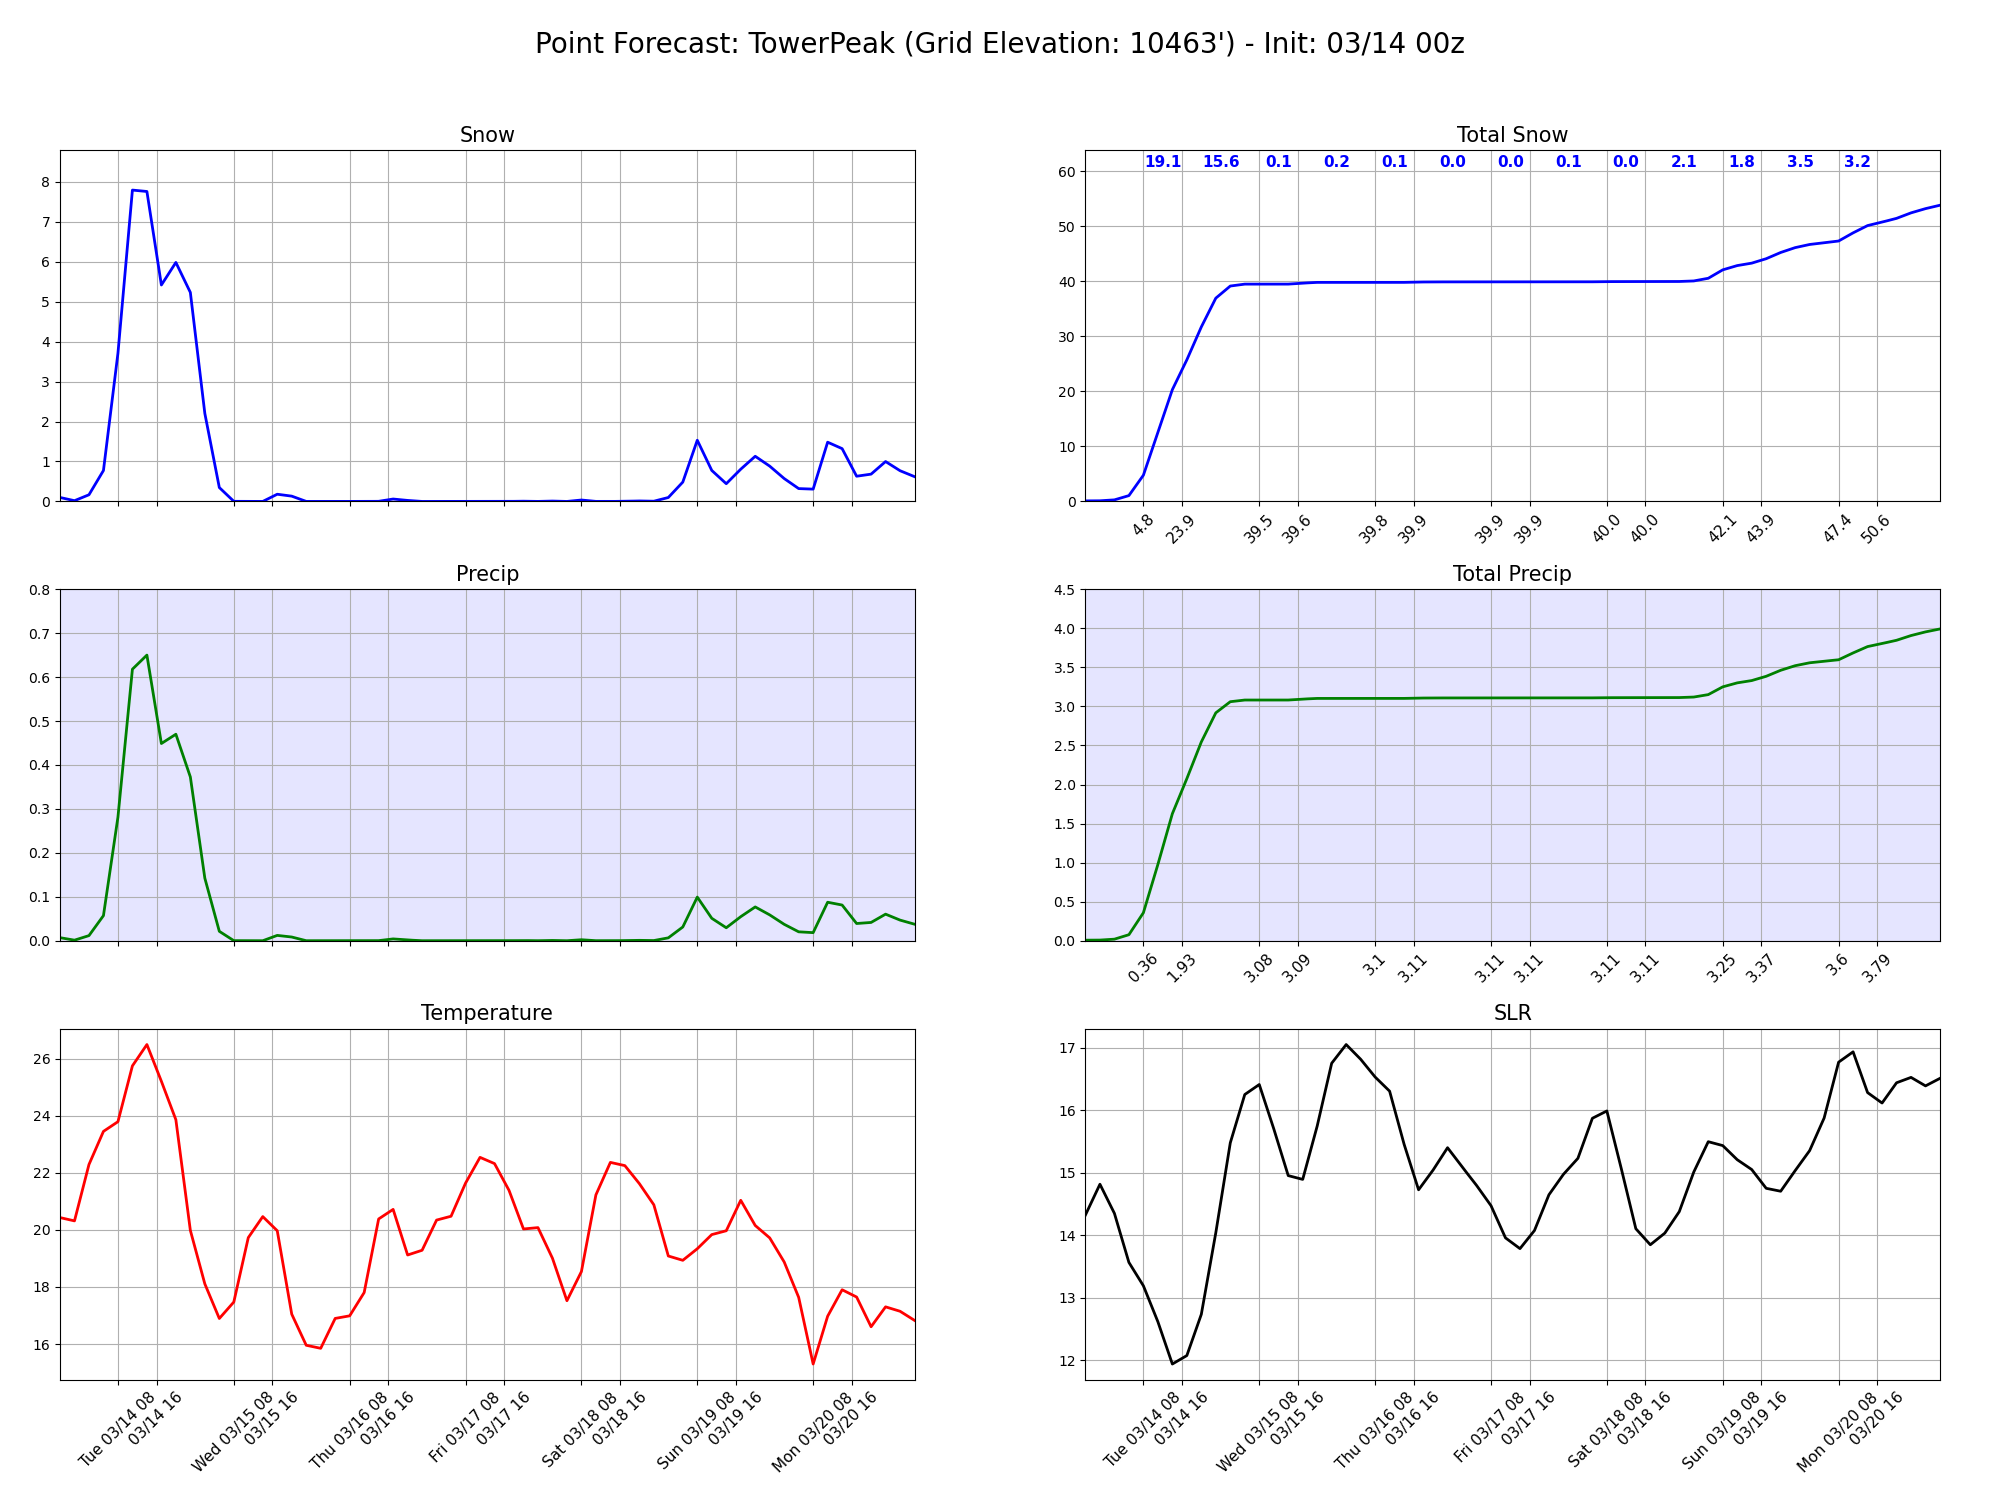 Point Forecast: TowerPeak (Grid Elevation: 10463') - Init: 03/14 00z
Snow
8
7
6
5
4
3
2
1
0
Total Snow
19.1 15.6 0.1 0.2 0.1 0.0 0.0 0.1 0.0 2.1 1.8 3.5 3.2
60
50
40
30
20
10
0
4.8 23.9 39.5 39.6 39.8 39.9 39.9 39.9 40.0 40.0 42.1 43.9 47.4 50.6
Precip
0.8
0.7
0.6
0.5
0.4
0.3
0.2
0.1
0.0
Total Precip
4.5
4.0
3.5
3.0
2.5
2.0
1.5
1.0
0.5
0.0
0.36 1.93 3.08 3.09 3.1 3.11 3.11 3.11 3.11 3.11 3.25 3.37 3.6 3.79
Temperature
26
24
22
20
18
16
Tue 03/14 08
03/14 16
Wed 03/15 08
03/15 16
Thu 03/16 08
03/16 16
Fri 03/17 08
03/17 16
Sat 03/18 08
03/18 16
Sun 03/19 08
03/19 16
Mon 03/20 08
03/20 16
SLR
17
16
15
14
13
12
Tue 03/14 08
03/14 16
Wed 03/15 08
03/15 16
Thu 03/16 08
03/16 16
Fri 03/17 08
03/17 16
Sat 03/18 08
03/18 16
Sun 03/19 08
03/19 16
Mon 03/20 08
03/20 16